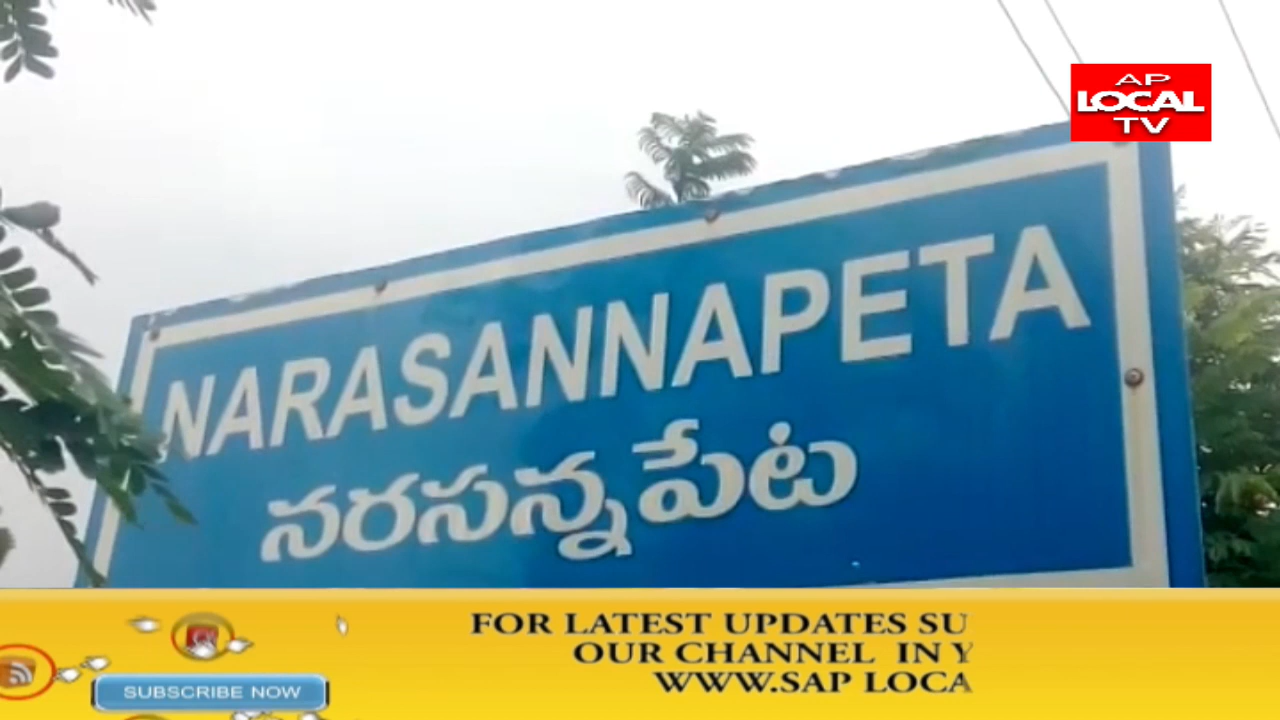 AP
LOCAL
TV
NARASANNAPETA
నరసన్నపేట
FOR LATEST UPDATES SU
OUR CHANNEL IN Y
WWW.SAP LOCA
SUBSCRIBE NOW